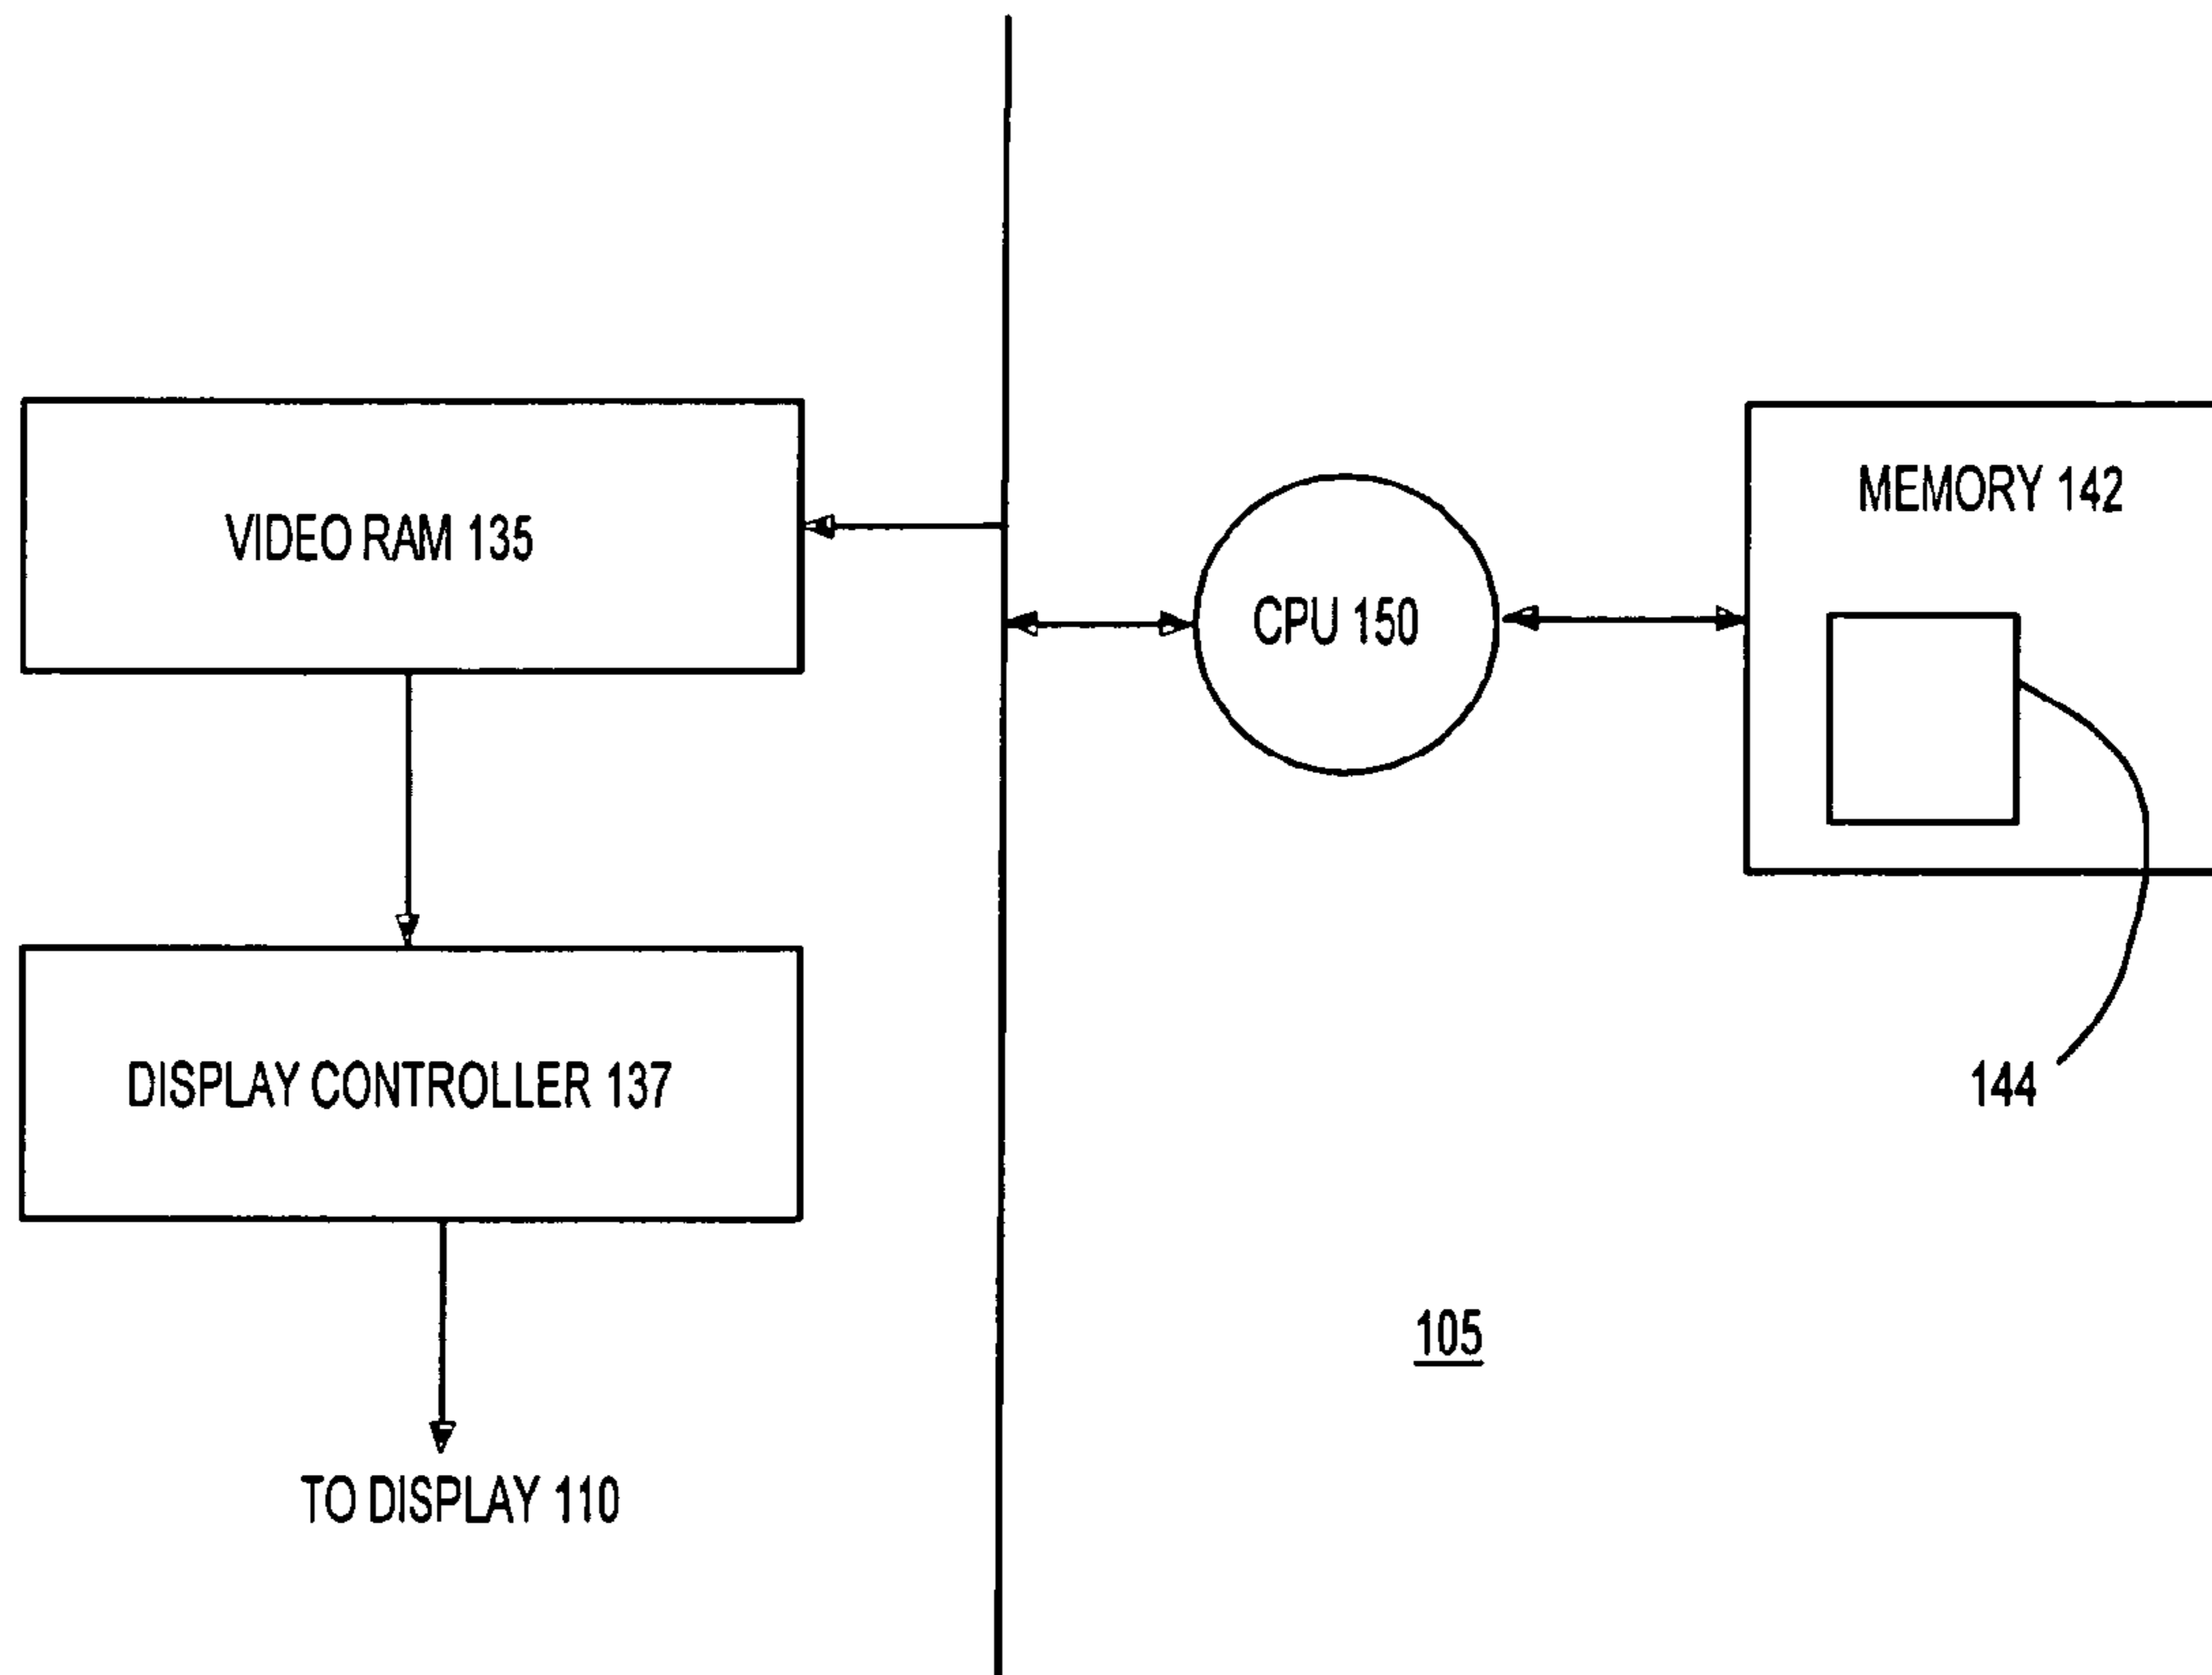 VIDEO RAM 135
CPU 150
MEMORY 142
DISPLAY CONTROLLER 137
144
105
TO DISPLAY 110